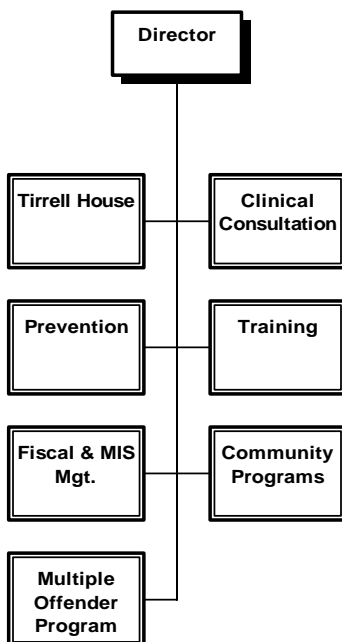 Director
Tirrell House
Clinical
Consultation
Prevention
Training
Fiscal & MIS
Mgt.
Community
Programs
Multiple
Offender
Program